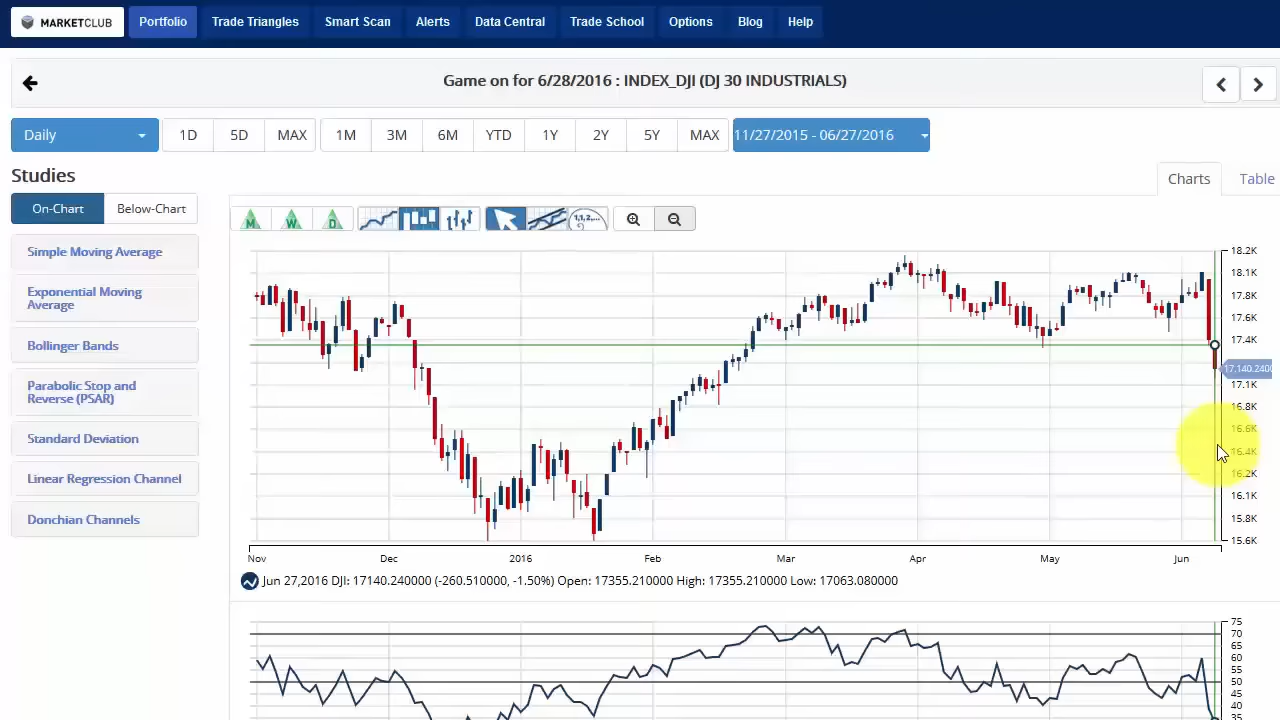 MARKETCLUB Portfolio Trade Triangles Smart Scan Alerts Data Central Trade School Options Blog Help
Game on for 6/28/2016 : INDEX_DJI (DJ 30 INDUSTRIALS)
Daily 1D 5D MAX 1M 3M 6M YTD 1Y 2Y 5Y MAX 11/27/2015 - 06/27/2016
Studies
Charts Table
On-Chart Below-Chart
M W D
1,1,2,...
Simple Moving Average
Exponential Moving
Average
Bollinger Bands
Parabolic Stop and
Reverse (PSAR)
Standard Deviation
Linear Regression Channel
Donchian Channels
18.2K
18.1K
17.8K
17.6K
17.4K
17,140.2400
17.1K
16.8K
16.6K
16.4K
16.2K
16.1K
15.8K
15.6K
Nov Dec 2016 Feb Mar Apr May Jun
Jun 27,2016 DJI: 17140.240000 (-260.510000, -1.50%) Open: 17355.210000 High: 17355.210000 Low: 17063.080000
75
70
65
60
55
50
45
40
35